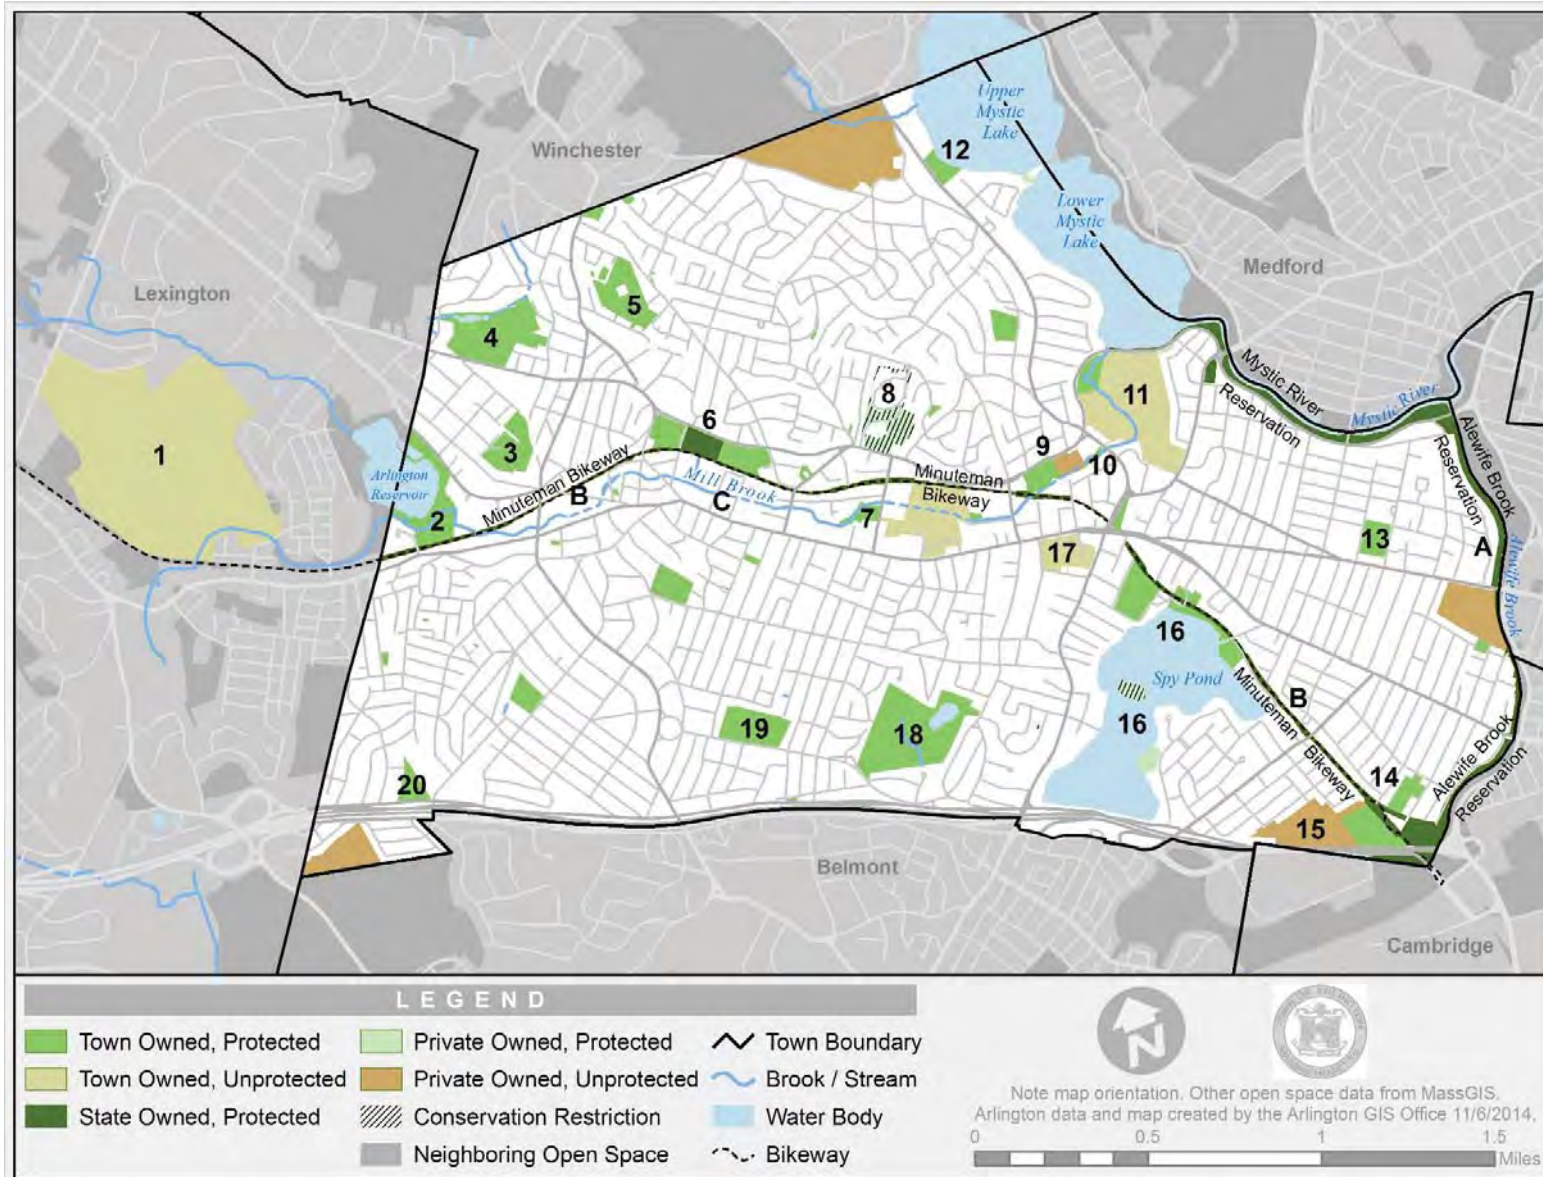 Upper
Mystic
Lake
Winchester
12
Lower
Mystic
Lake
Medford
Lexington
5
4
8
11
Mystic River
Reservation
Mystic River
Alewife Brook
Reservation
6
3
9
10
1
Arlington
Reservoir
2
Minuteman Bikeway
B
Mill Brook
C
Minuteman
Bikeway
7
17
13
A
Alewife Brook
16
Spy Pond
16
B
Minuteman Bikeway
19
18
20
14
Alewife Brook
Reservation
15
Belmont
Cambridge
LEGEND
Town Owned, Protected
Town Owned, Unprotected
State Owned, Protected
Private Owned, Protected
Private Owned, Unprotected
Conservation Restriction
Neighboring Open Space
Town Boundary
Brook / Stream
Water Body
Bikeway
N
Note map orientation. Other open space data from MassGIS.
Arlington data and map created by the Arlington GIS Office 11/6/2014.
0 0.5 1 1.5
Miles